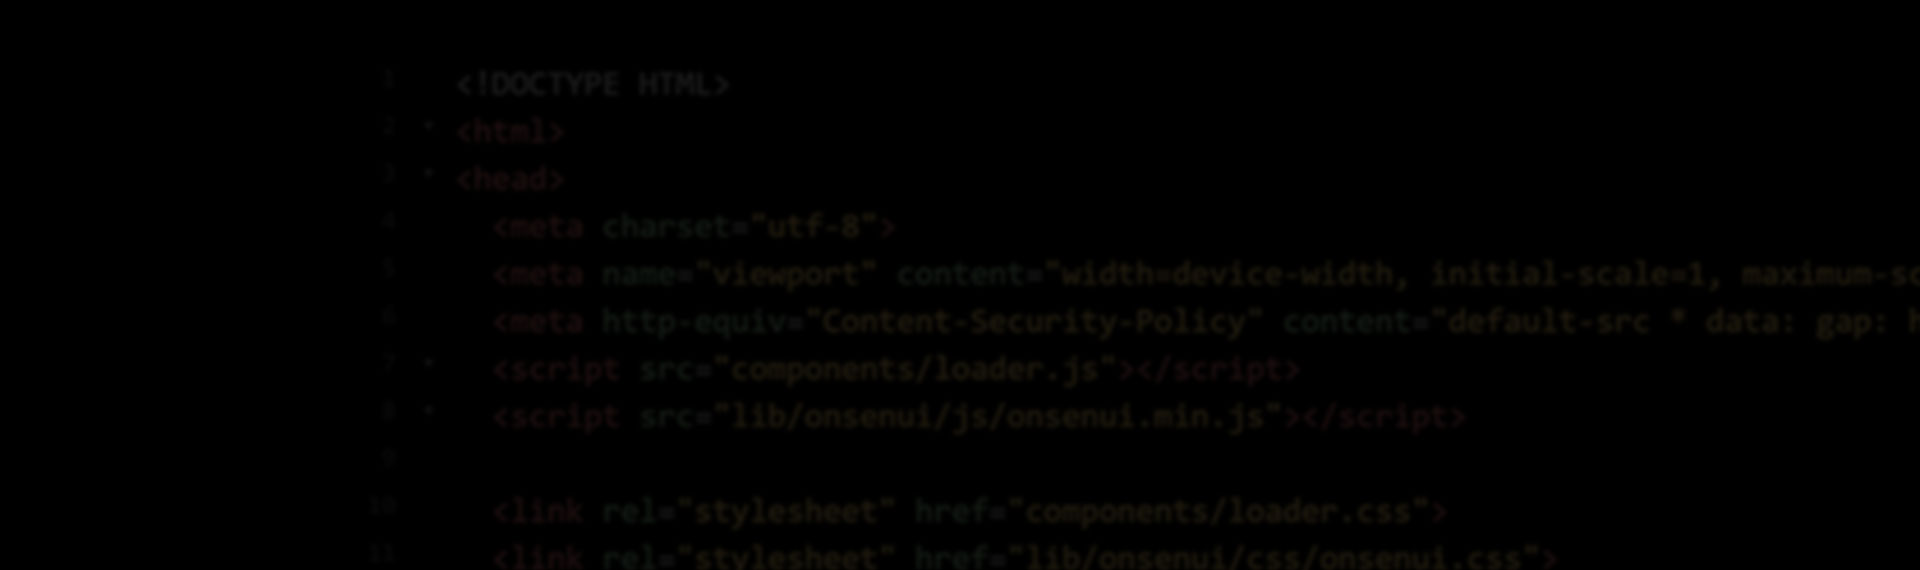 1 <!DOCTYPE HTML>
2 <html>
3 <head>
4 <meta charset="utf-8">
5 <meta name="viewport" content="width=device-width, initial-scale=1, maximum-sc
6 <meta http-equiv="Content-Security-Policy" content="default-src * data: gap: h
7 <script src="components/loader.js"></script>
8 <script src="lib/onsenui/js/onsenui.min.js"></script>
9
10 <link rel="stylesheet" href="components/loader.css">
11 <link rel="stylesheet" href="lib/onsenui/css/onsenui.css">